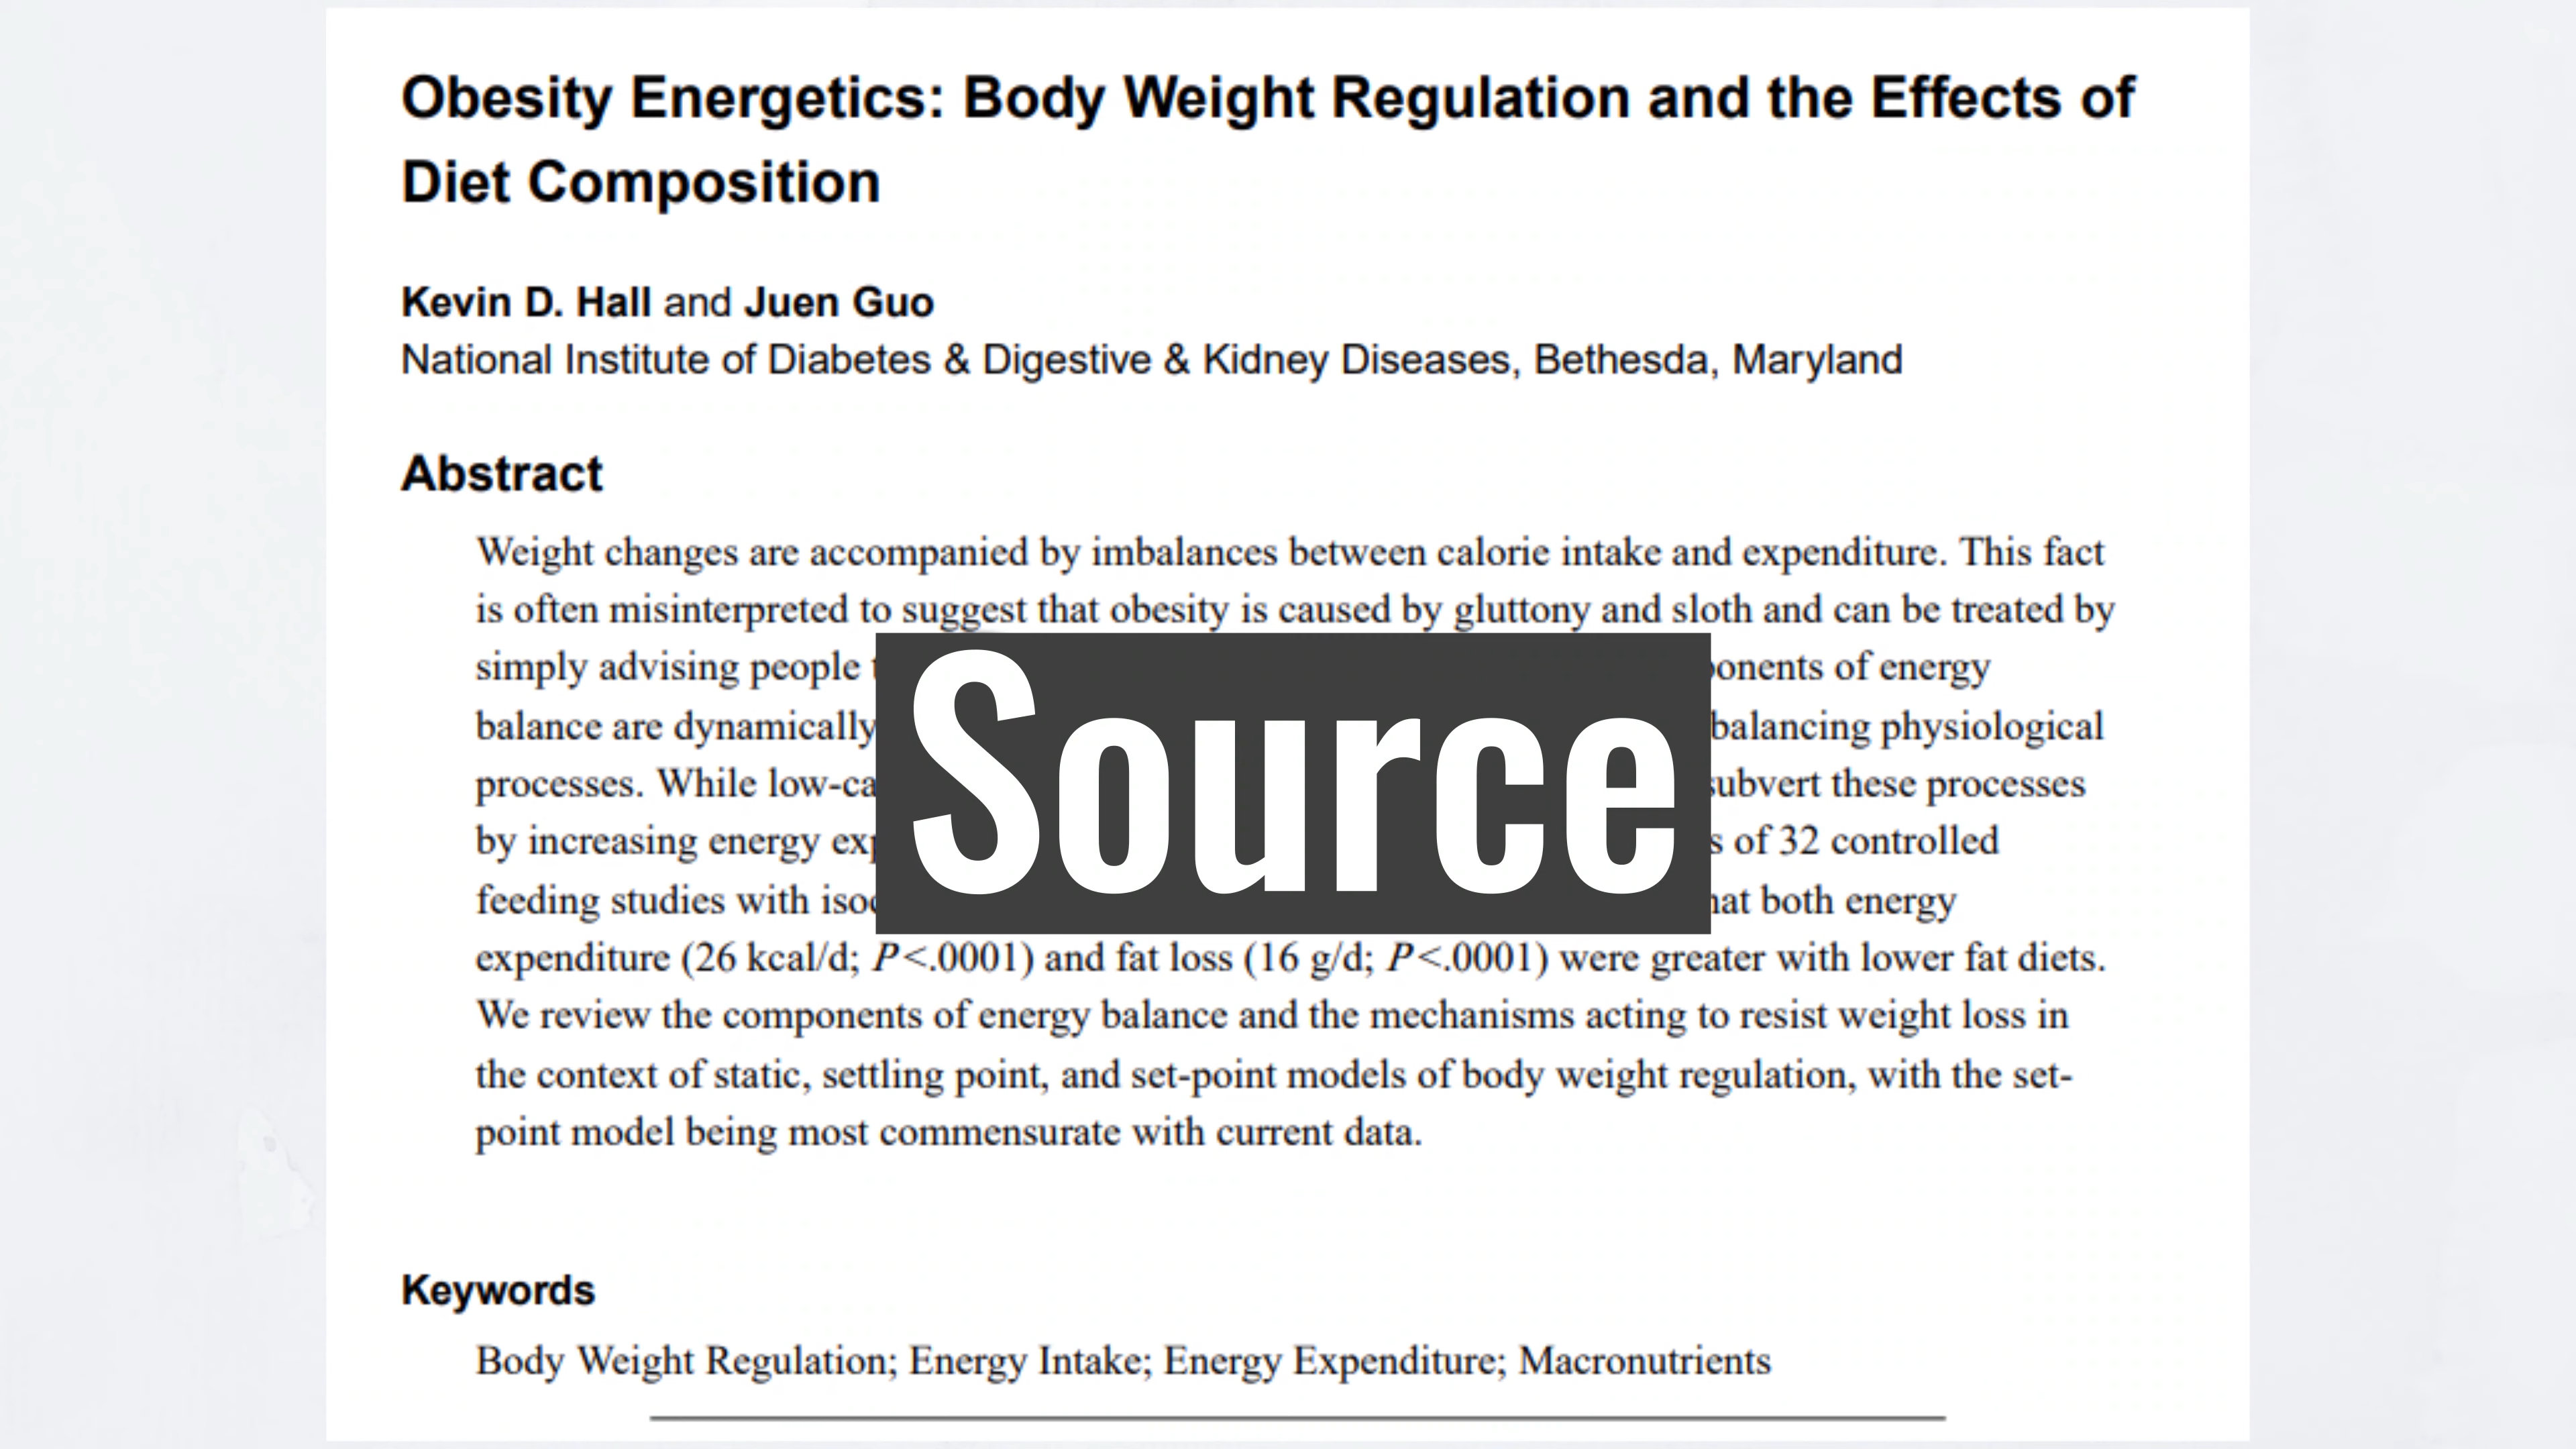 Obesity Energetics: Body Weight Regulation and the Effects of
Diet Composition
Kevin D. Hall and Juen Guo
National Institute of Diabetes & Digestive & Kidney Diseases, Bethesda, Maryland
Abstract
Weight changes are accompanied by imbalances between calorie intake and expenditure. This fact
is often misinterpreted to suggest that obesity is caused by gluttony and sloth and can be treated by
simply advising people of energy
balance are dynamically balancing physiological
processes. While these processes
by increasing energy of 32 controlled
feeding studies with both energy
expenditure (26 kcal/d; P<.0001) and fat loss (16 g/d; P<.0001) were greater with lower fat diets.
We review the components of energy balance and the mechanisms acting to resist weight loss in
the context of static, settling point, and set-point models of body weight regulation, with the set-
point model being most commensurate with current data.
Source
Keywords
Body Weight Regulation; Energy Intake; Energy Expenditure; Macronutrients